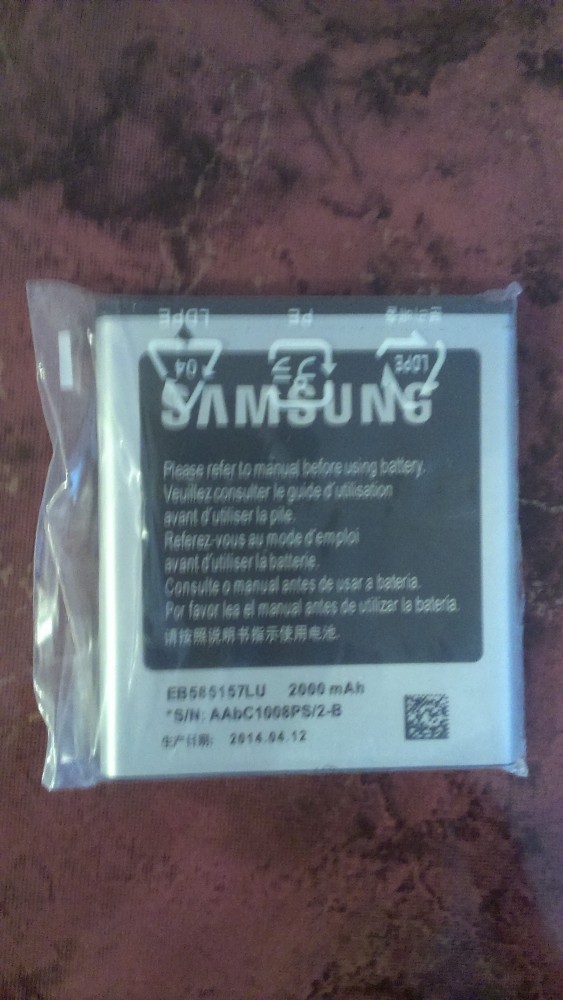 LDPE
PE
04
LDPE
SAMSUNG
Please refer to manual before using battery.
Veuillez consulter le guide d'utilisation
avant d'utiliser la pile.
Referez-vous au mode d'emploi
avant d'utiliser la batterie.
Consulte o manual antes de usar a bateria.
Por favor lea el manual antes de utilizar la batería.
请按照说明书指示使用电池.
EB585157LU 2000 mAh
*S/N: AAbC1008PS/2-B
生产日期: 2014.04.12